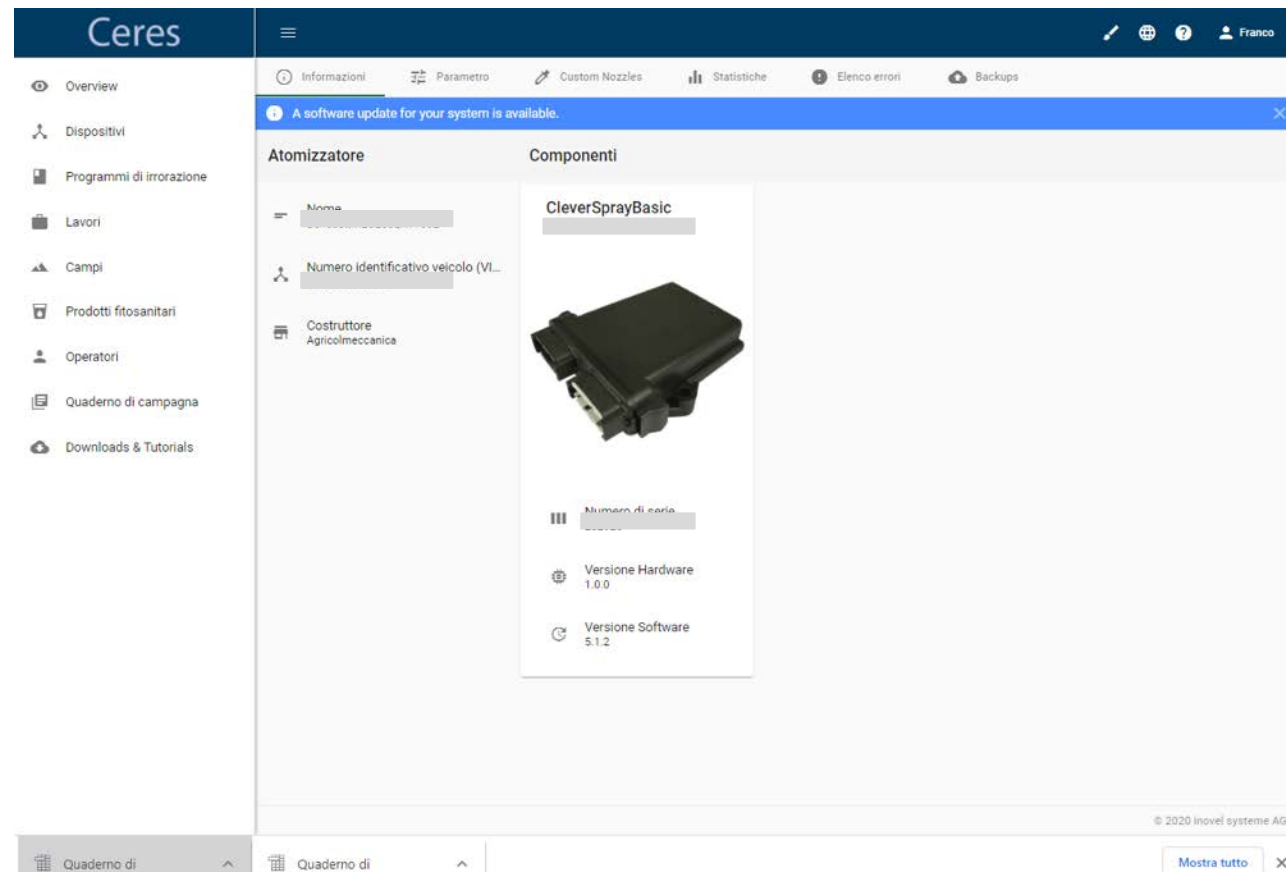 Ceres
Franco
Overview
Dispositivi
Programmi di irrorazione
Lavori
Campi
Prodotti fitosanitari
Operatori
Quaderno di campagna
Downloads & Tutorials
Informazioni
Parametro
Custom Nozzles
Statistiche
Elenco errori
Backups
A software update for your system is available.
Atomizzatore
Nome
Numero identificativo veicolo (VI...
Costruttore
Agricolmeccanica
Componenti
CleverSprayBasic
Numero di serie
Versione Hardware
1.0.0
Versione Software
5.1.2
© 2020 inovel systeme AG
Quaderno di
Quaderno di
Mostra tutto